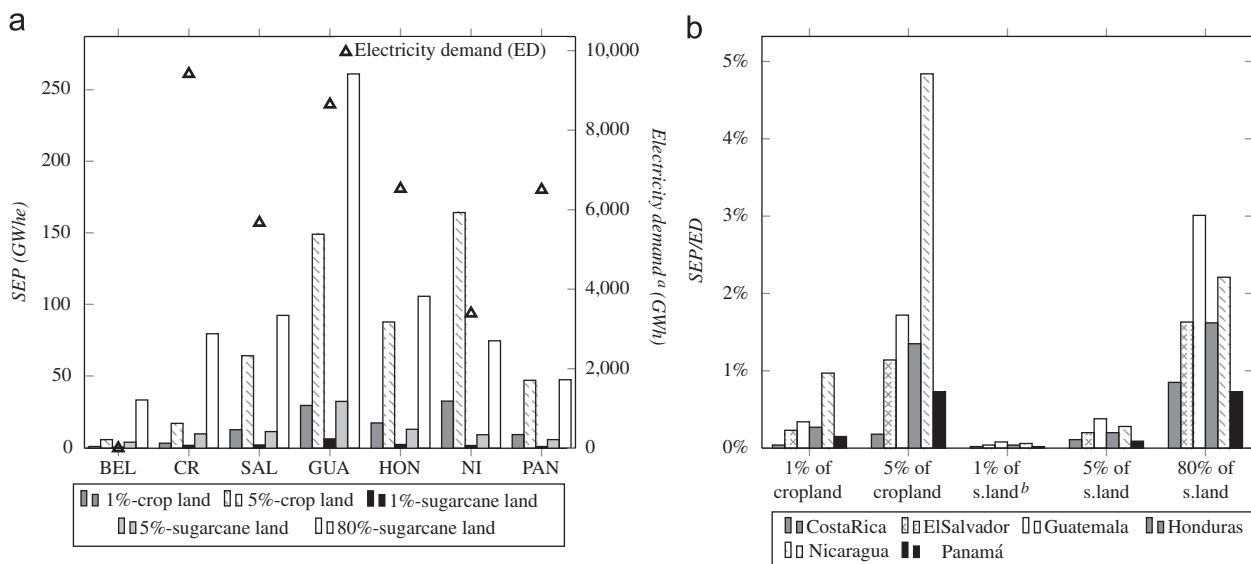 a
Electricity demand (ED)
SEP (GWhe)
250
200
150
100
50
0
10,000
8,000
6,000
4,000
2,000
0
Electricity demand a (GWh)
BEL CR SAL GUA HON NI PAN
1%-crop land 5%-crop land 1%-sugarcane land
5%-sugarcane land 80%-sugarcane land
b
SEP/ED
5%
4%
3%
2%
1%
0%
1% of 5% of 1% of 5% of 80% of
cropland cropland s.land b s.land s.land
CostaRica ElSalvador Guatemala Honduras
Nicaragua Panamá